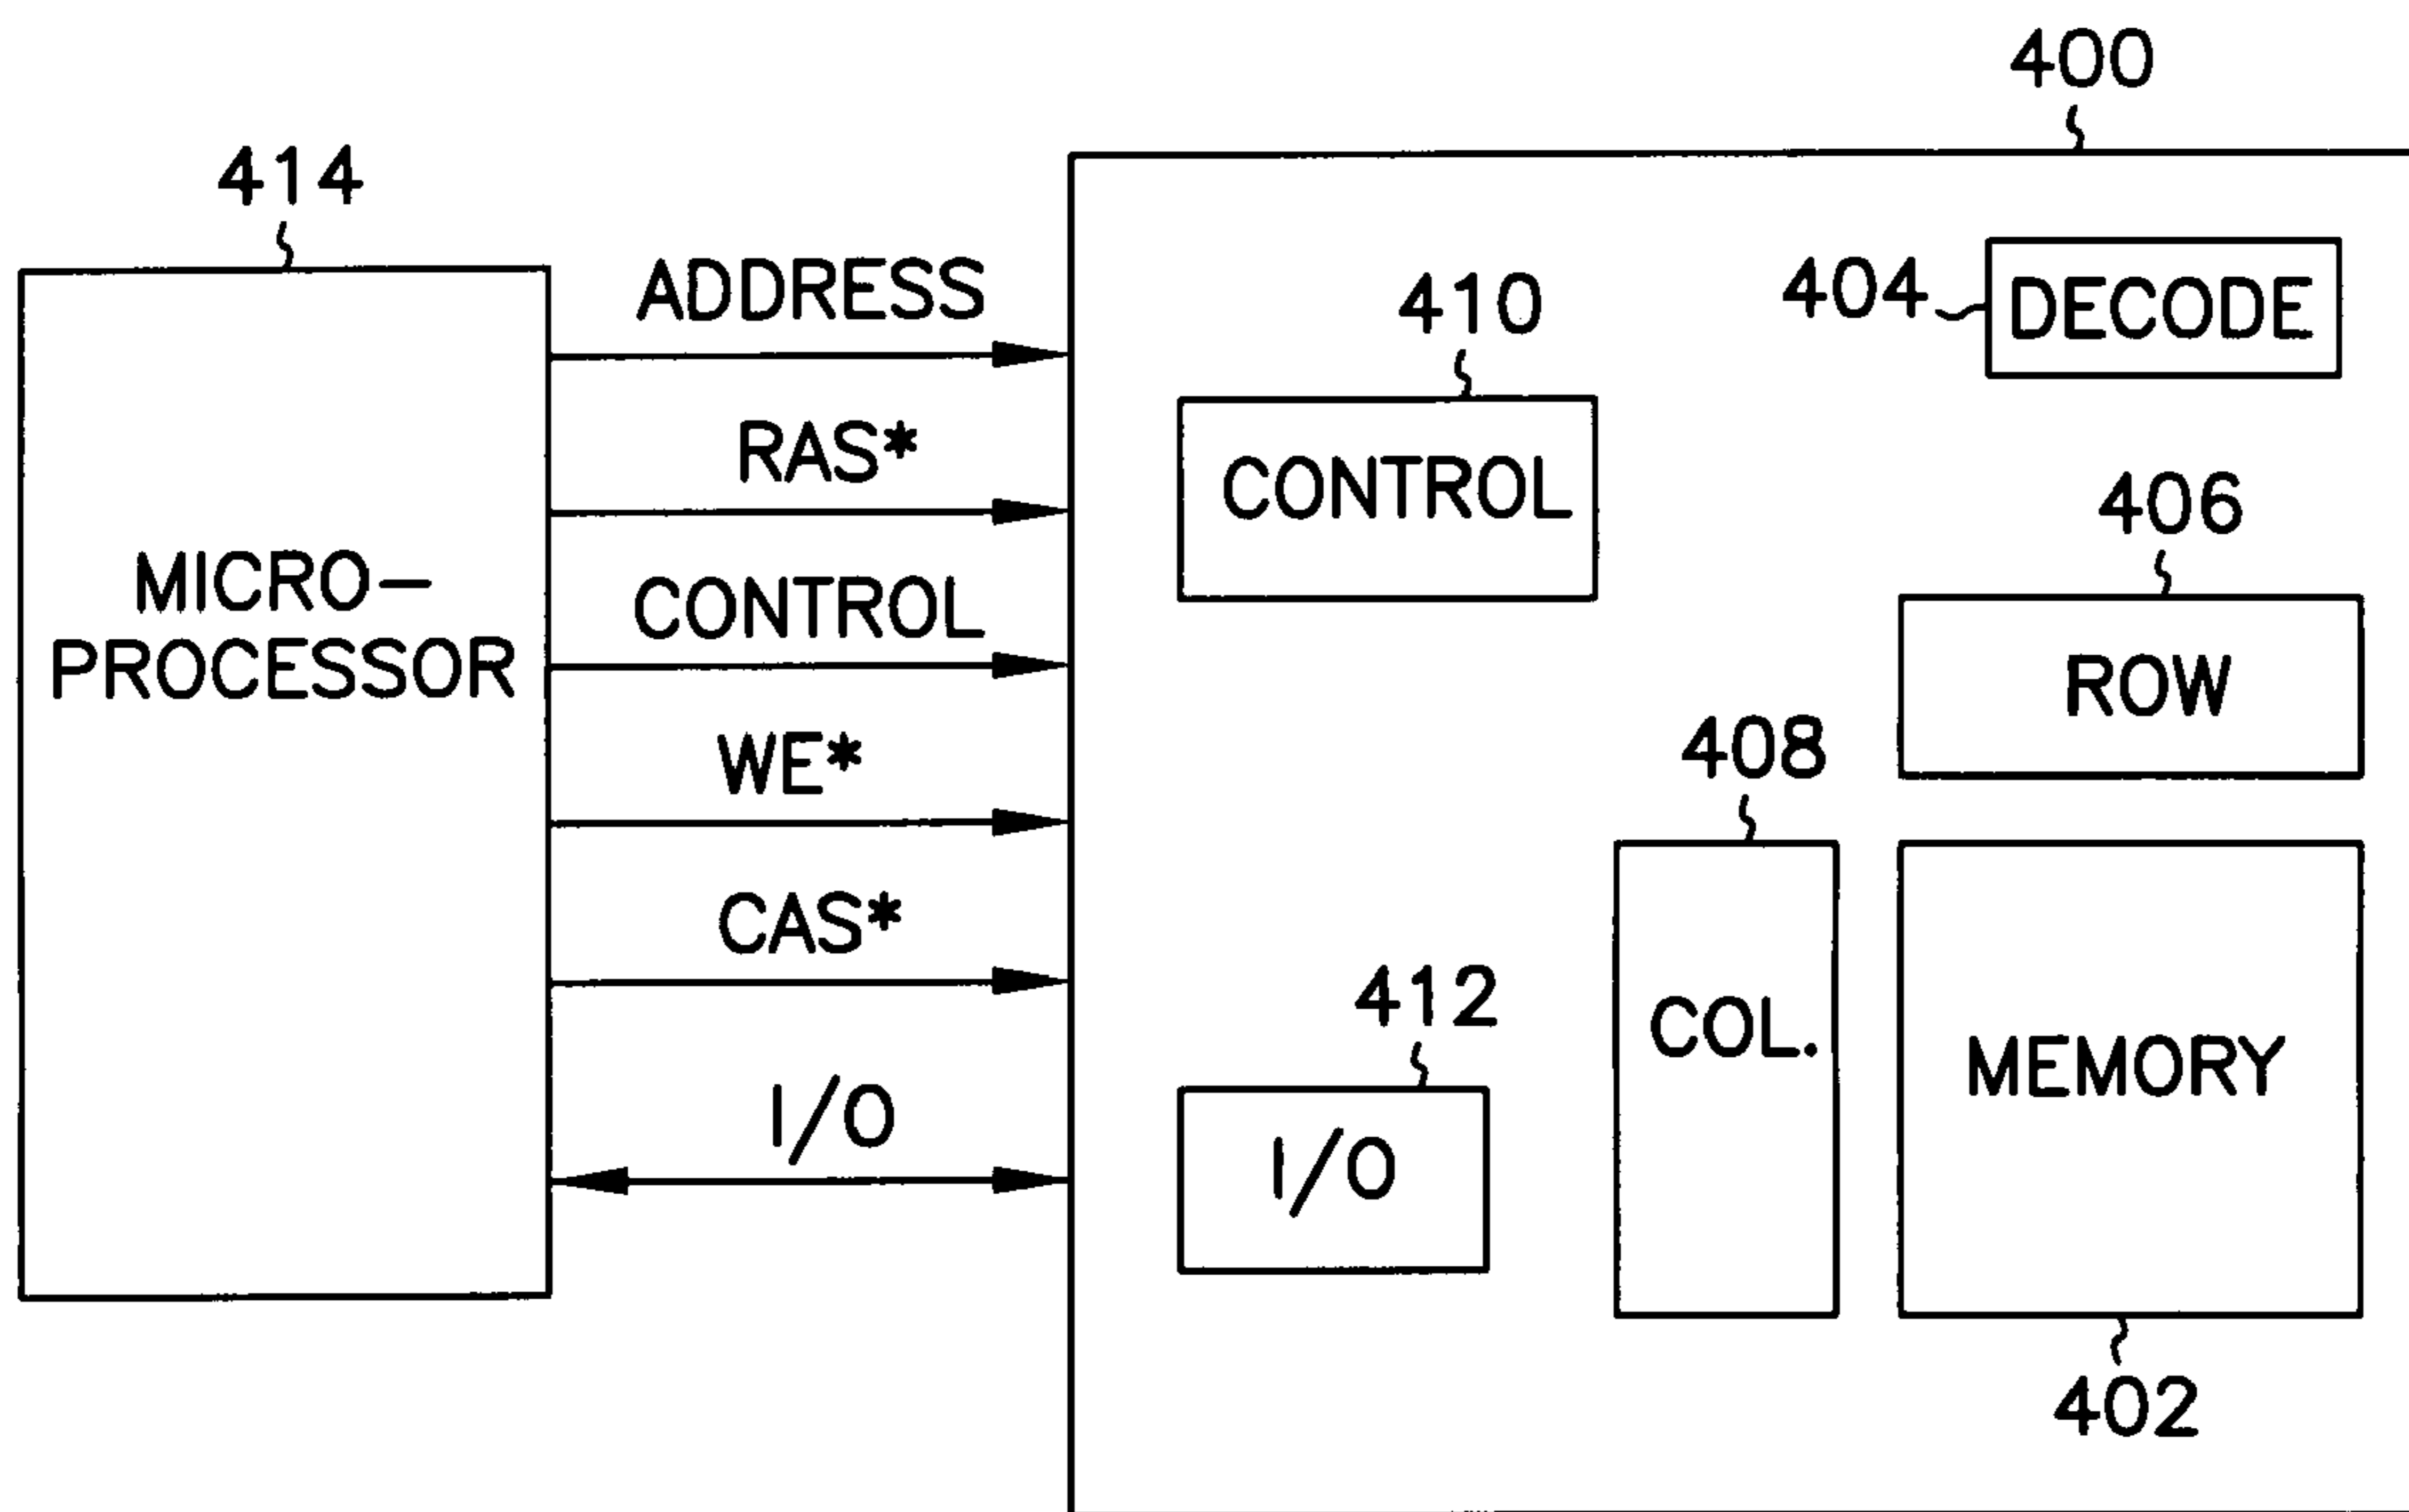 400
414
ADDRESS
404
DECODE
410
RAS*
CONTROL
406
MICRO-
PROCESSOR
CONTROL
ROW
408
WE*
CAS*
412
COL.
MEMORY
I/O
I/O
402